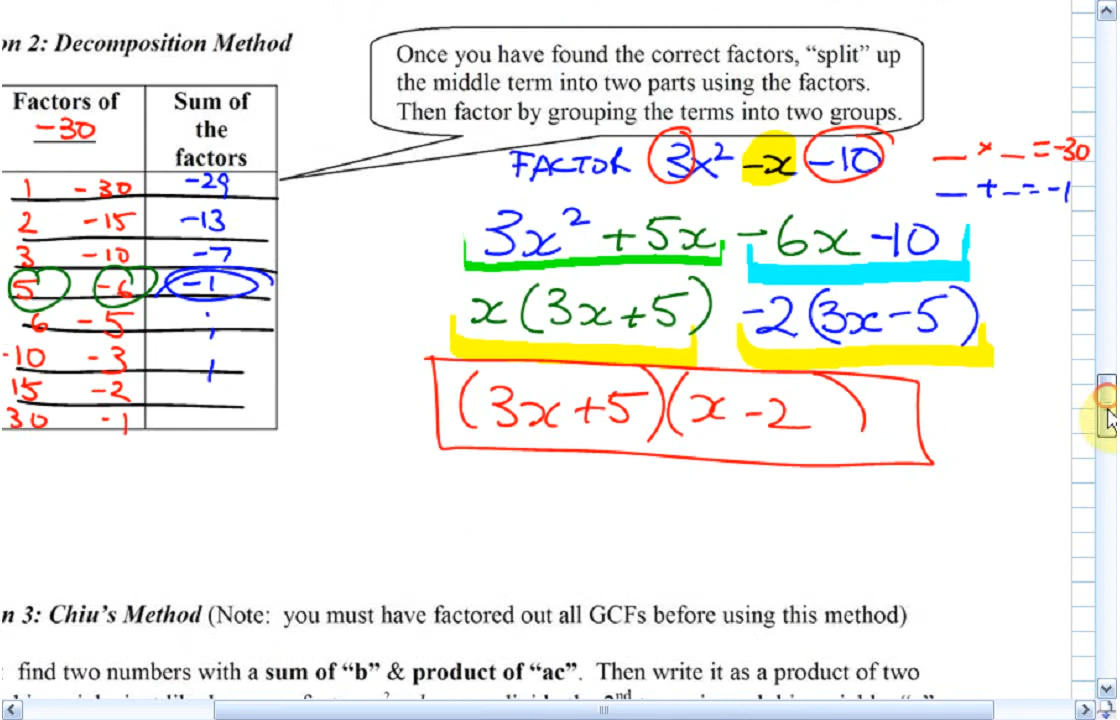 on 2: Decomposition Method
Once you have found the correct factors, “split” up
the middle term into two parts using the factors.
Then factor by grouping the terms into two groups.
Factors of -30 Sum of
the
factors
1 -30 -29
2 -15 -13
3 -10 -7
5 -6 -1
6 -5
-10 -3
15 -2
30 -1
FACTOR 3x² -x -10
_ × _ = -30
_ + _ = -1
3x² +5x -6x -10
x(3x+5) -2(3x-5)
(3x+5)(x-2)
n 3: Chiu’s Method (Note: you must have factored out all GCFs before using this method)
find two numbers with a sum of “b” & product of “ac”. Then write it as a product of two